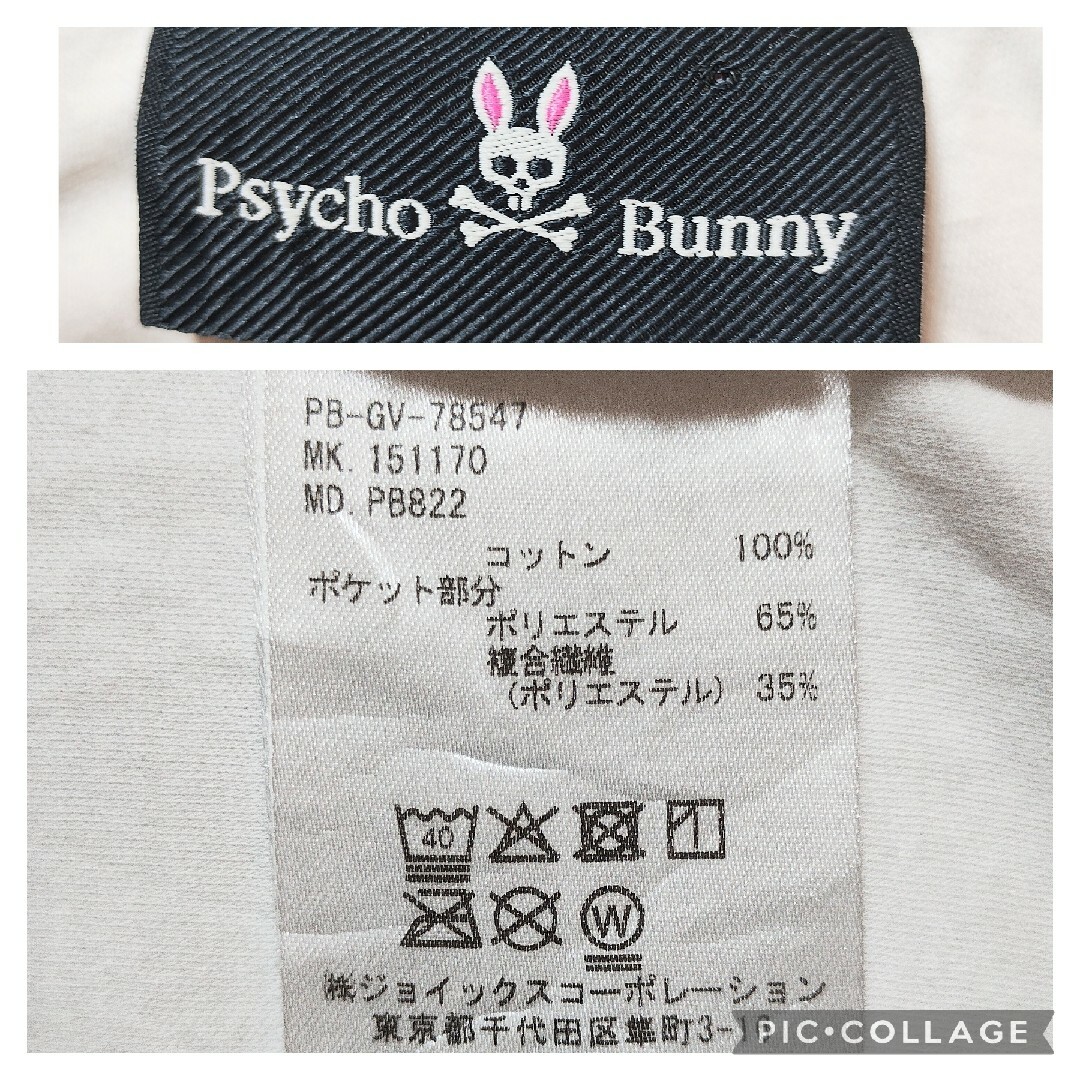 Psycho Bunny
PB-GV-78547
MK. 151170
MD. PB822
コットン 100%
ポケット部分
ポリエステル 65%
複合繊維
(ポリエステル) 35%
40
W
㈱ジョイックスコーポレーション
東京都千代田区隼町3-16
PIC•COLLAGE